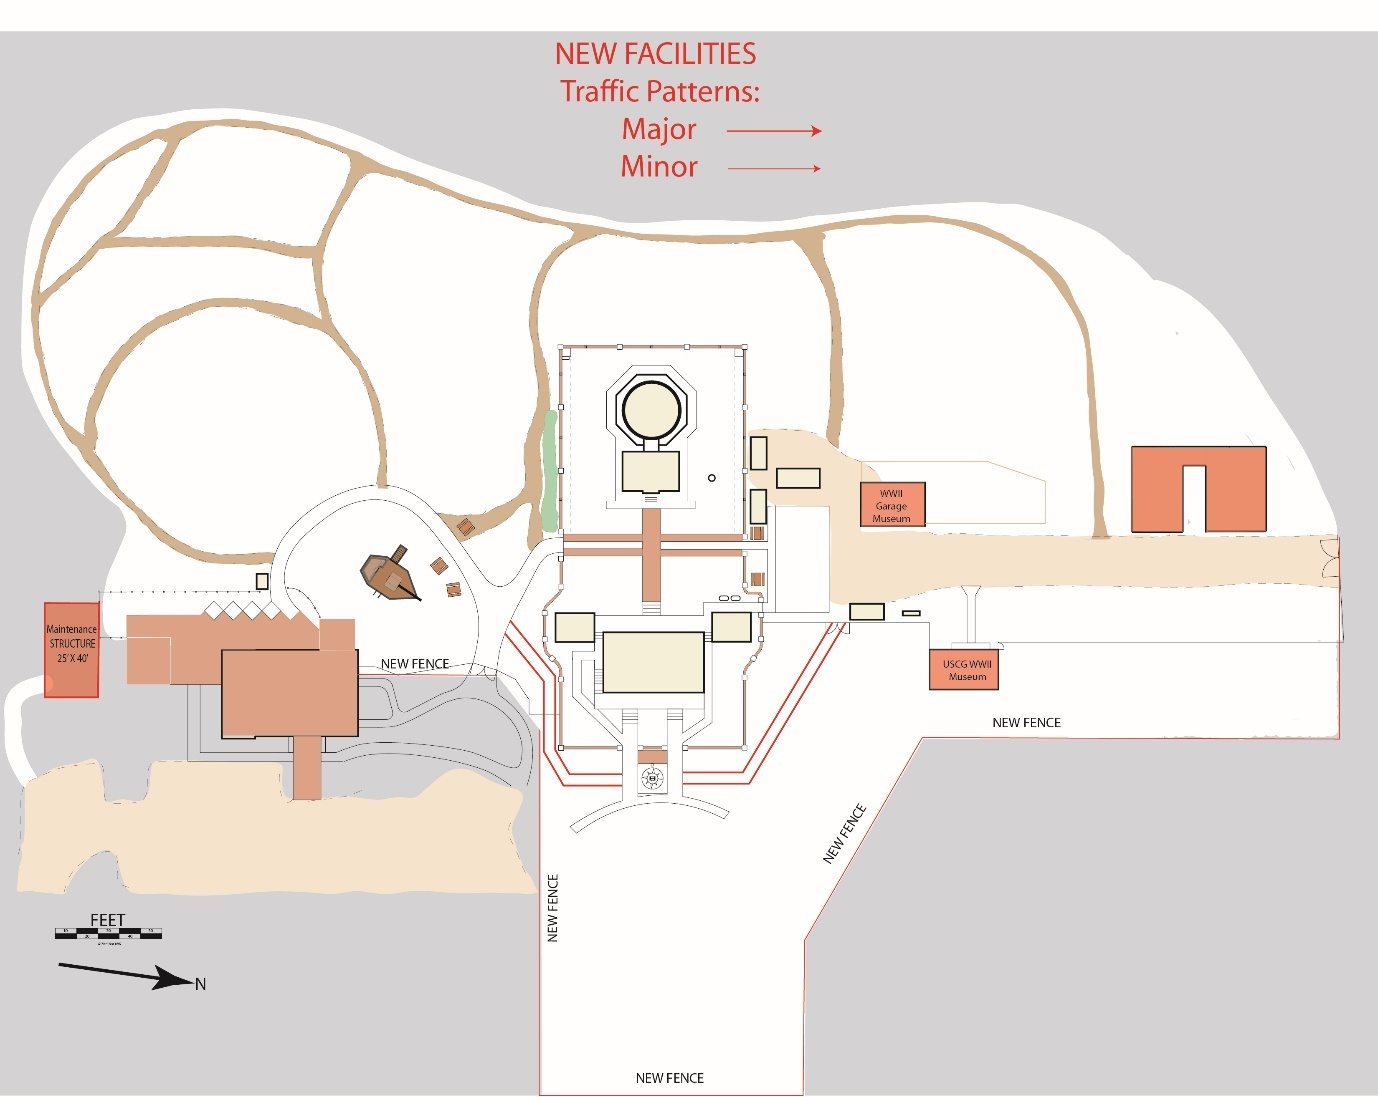 NEW FACILITIES
Traffic Patterns:
Major
Minor
WWII
Garage
Museum
Maintenance
STRUCTURE
25' X 40'
NEW FENCE
USCG WWII
Museum
NEW FENCE
NEW FENCE
NEW FENCE
FEET
N
NEW FENCE